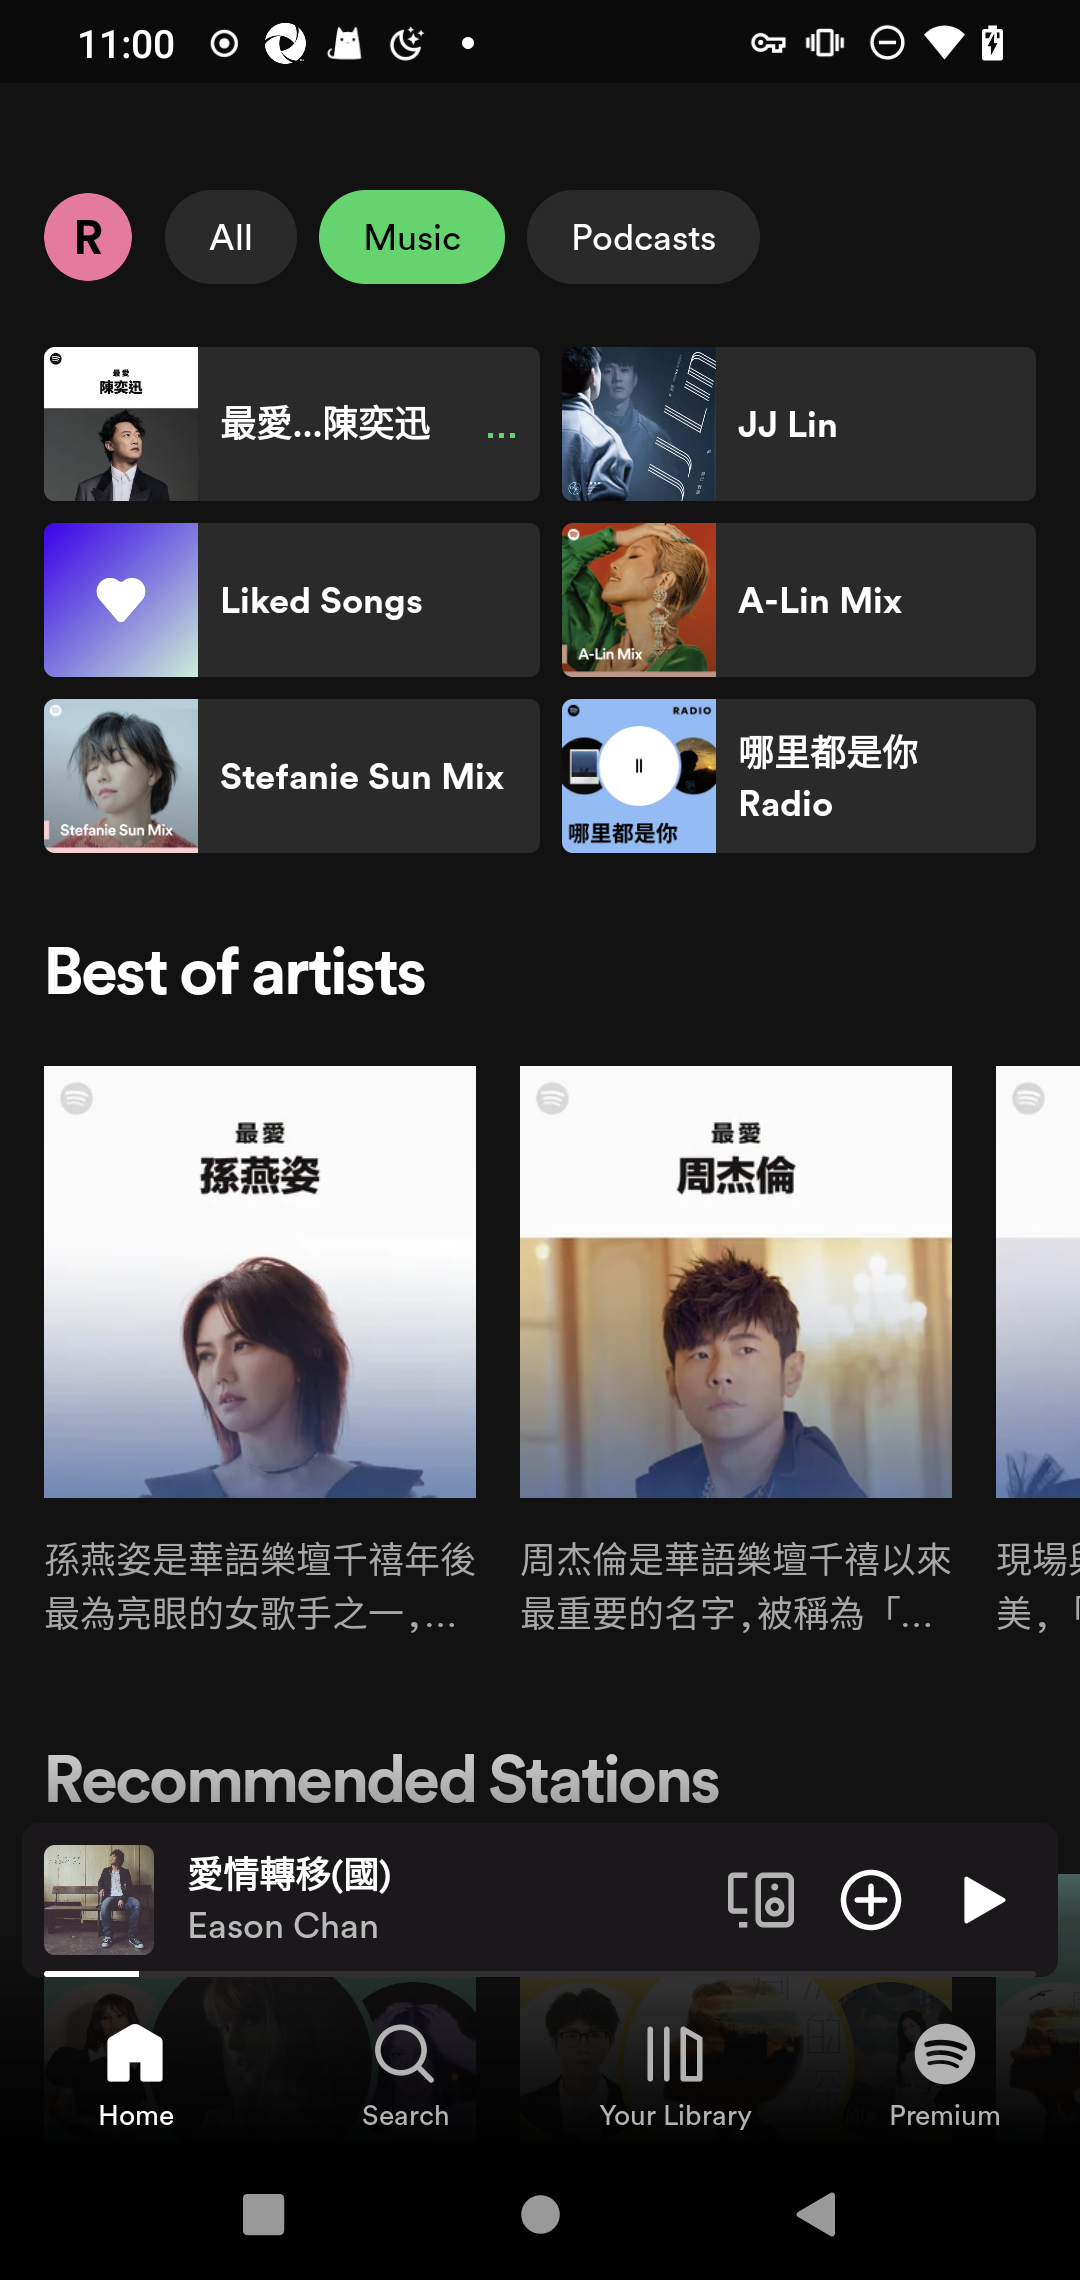 11:00
R
All
Music
Podcasts
最愛
陳奕迅
最愛...陳奕迅
JJ LIN
JJ Lin
Liked Songs
A-Lin Mix
A-Lin Mix
Stefanie Sun Mix
Stefanie Sun Mix
RADIO
哪里都是你
哪里都是你
Radio
Best of artists
最愛
孫燕姿
最愛
周杰倫
孫燕姿是華語樂壇千禧年後
最為亮眼的女歌手之一,...
周杰倫是華語樂壇千禧以來
最重要的名字,被稱為「...
現場
美,「
Recommended Stations
愛情轉移(國)
Eason Chan
Home
Search
Your Library
Premium